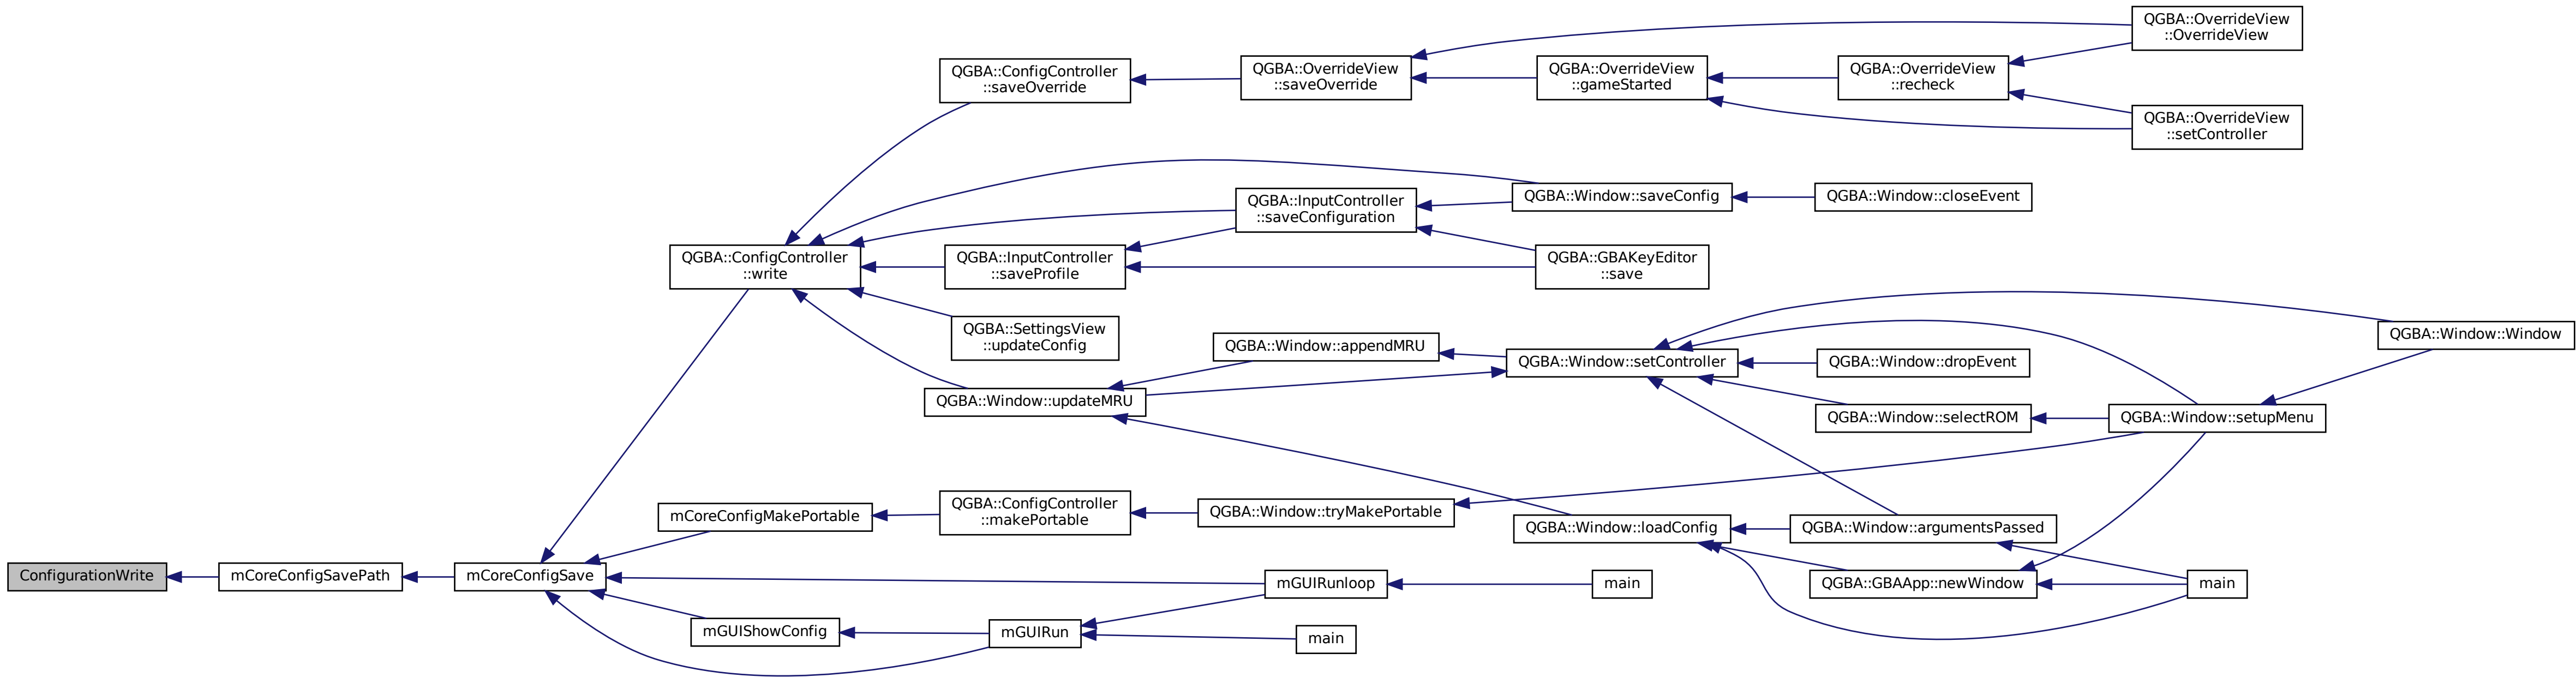 ConfigurationWrite
mCoreConfigSavePath
mCoreConfigSave
QGBA::ConfigController
::write
mCoreConfigMakePortable
mGUIShowConfig
QGBA::ConfigController
::saveOverride
QGBA::InputController
::saveProfile
QGBA::SettingsView
::updateConfig
QGBA::Window::updateMRU
QGBA::ConfigController
::makePortable
mGUIRun
QGBA::OverrideView
::saveOverride
QGBA::InputController
::saveConfiguration
QGBA::Window::appendMRU
QGBA::Window::tryMakePortable
mGUIRunloop
main
QGBA::OverrideView
::gameStarted
QGBA::Window::saveConfig
QGBA::GBAKeyEditor
::save
QGBA::Window::setController
QGBA::Window::loadConfig
main
QGBA::OverrideView
::recheck
QGBA::Window::closeEvent
QGBA::Window::dropEvent
QGBA::Window::selectROM
QGBA::Window::argumentsPassed
QGBA::GBAApp::newWindow
QGBA::OverrideView
::OverrideView
QGBA::OverrideView
::setController
QGBA::Window::setupMenu
main
QGBA::Window::Window